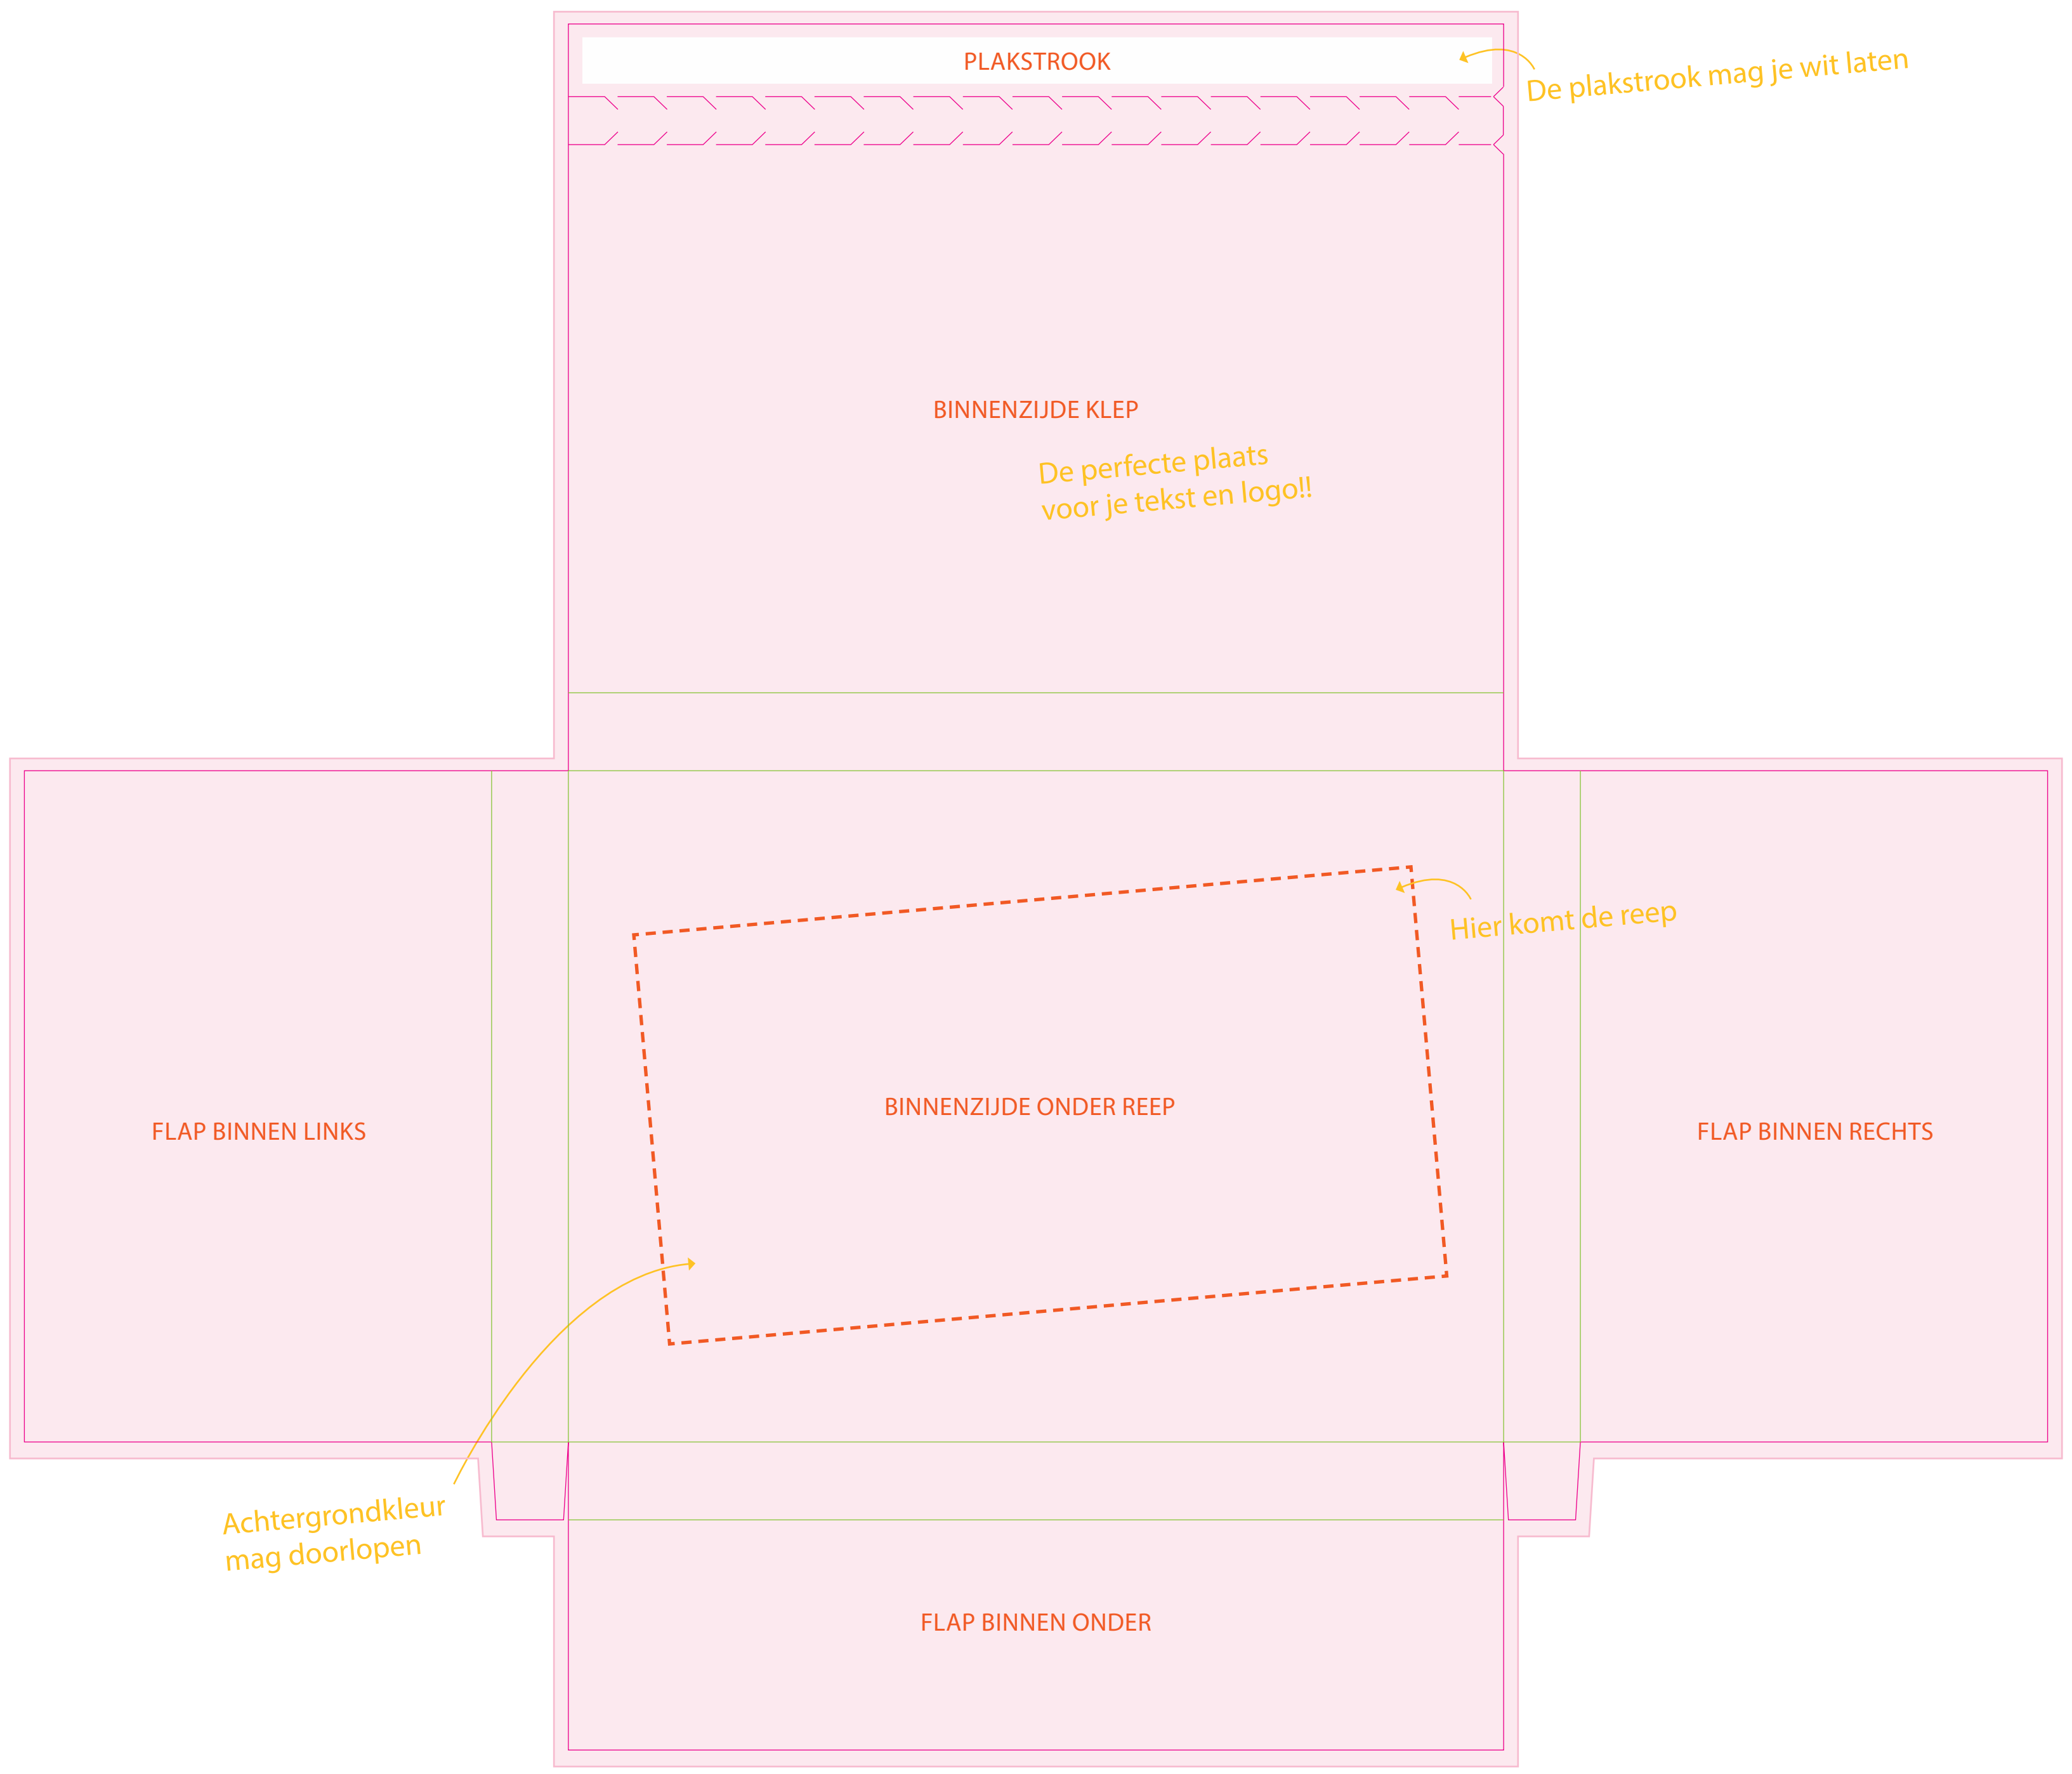 PLAKSTROOK
De plakstrook mag je wit laten
BINNENZIJDE KLEP
De perfecte plaats
voor je tekst en logo!!
Hier komt de reep
BINNENZIJDE ONDER REEP
FLAP BINNEN LINKS
FLAP BINNEN RECHTS
Achtergrondkleur
mag doorlopen
FLAP BINNEN ONDER